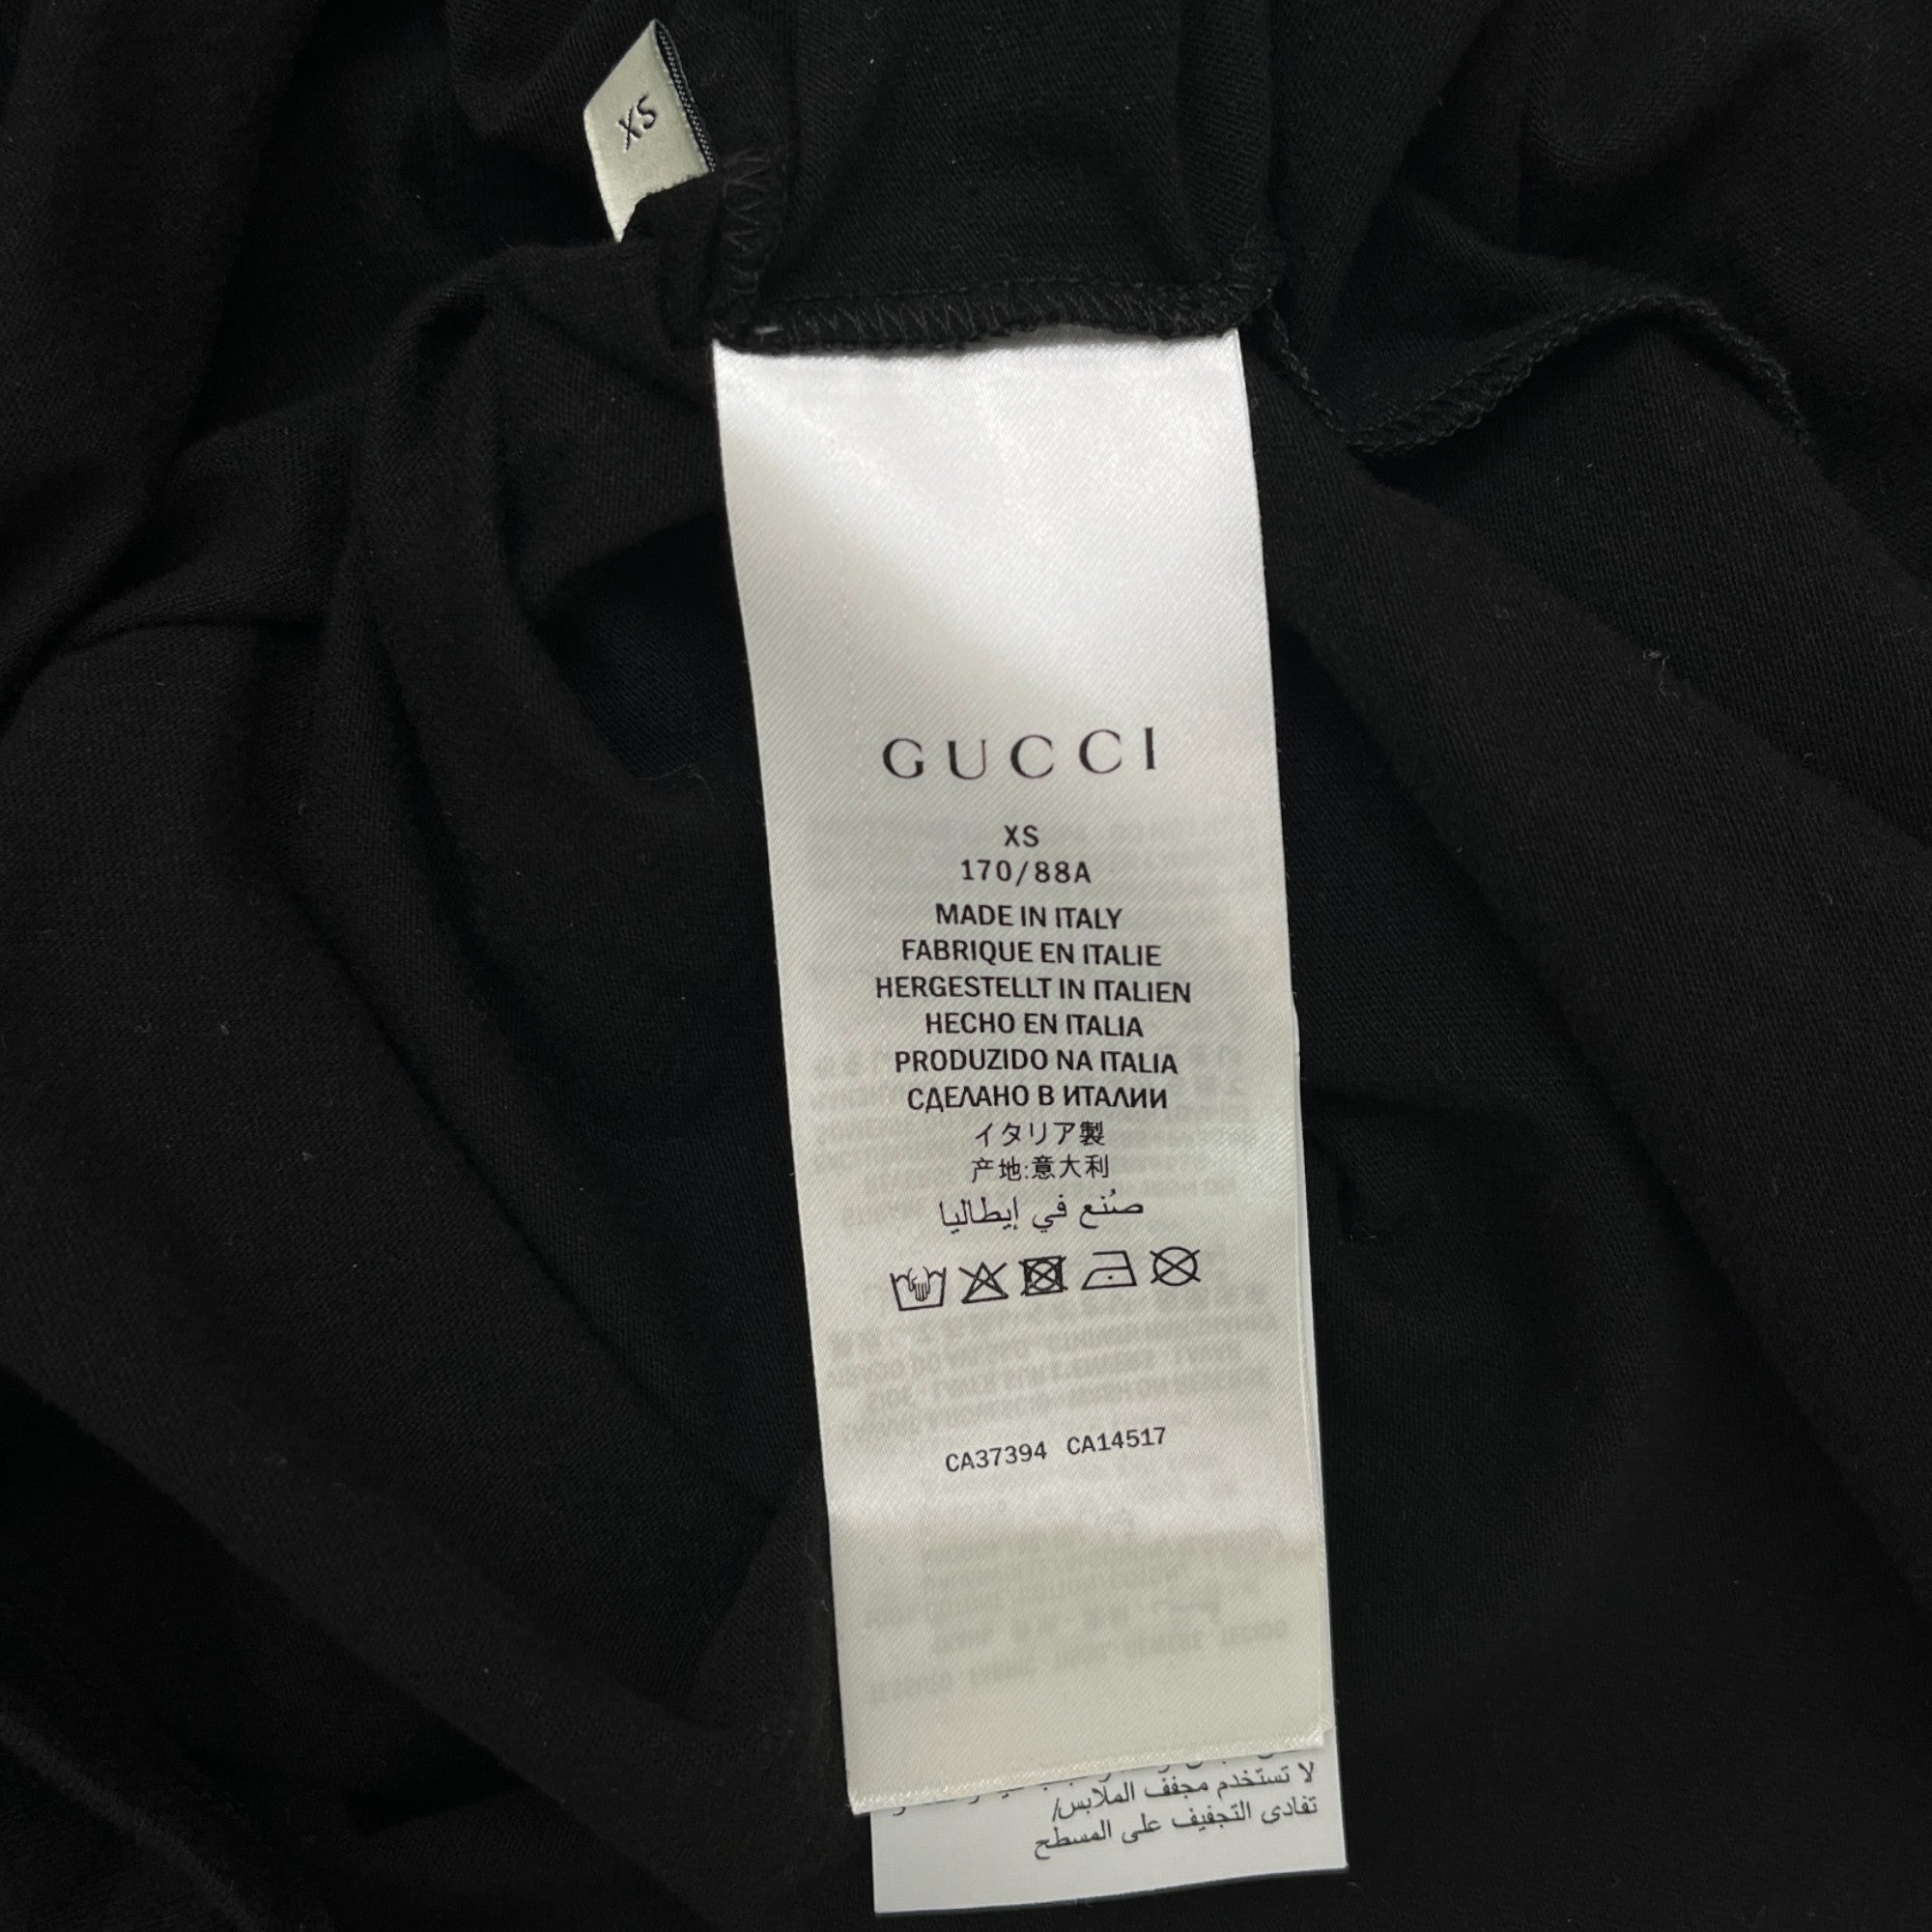 XS
GUCCI
XS
170/88A
MADE IN ITALY
FABRIQUE EN ITALIE
HERGESTELLT IN ITALIEN
HECHO EN ITALIA
PRODUZIDO NA ITALIA
СДЕЛАНО В ИТАЛИИ
イタリア製
产地:意大利
صُنع في إيطاليا
CA37394 CA14517
لا تستخدم مجفف الملابس/
تفادى التجفيف على المسطح